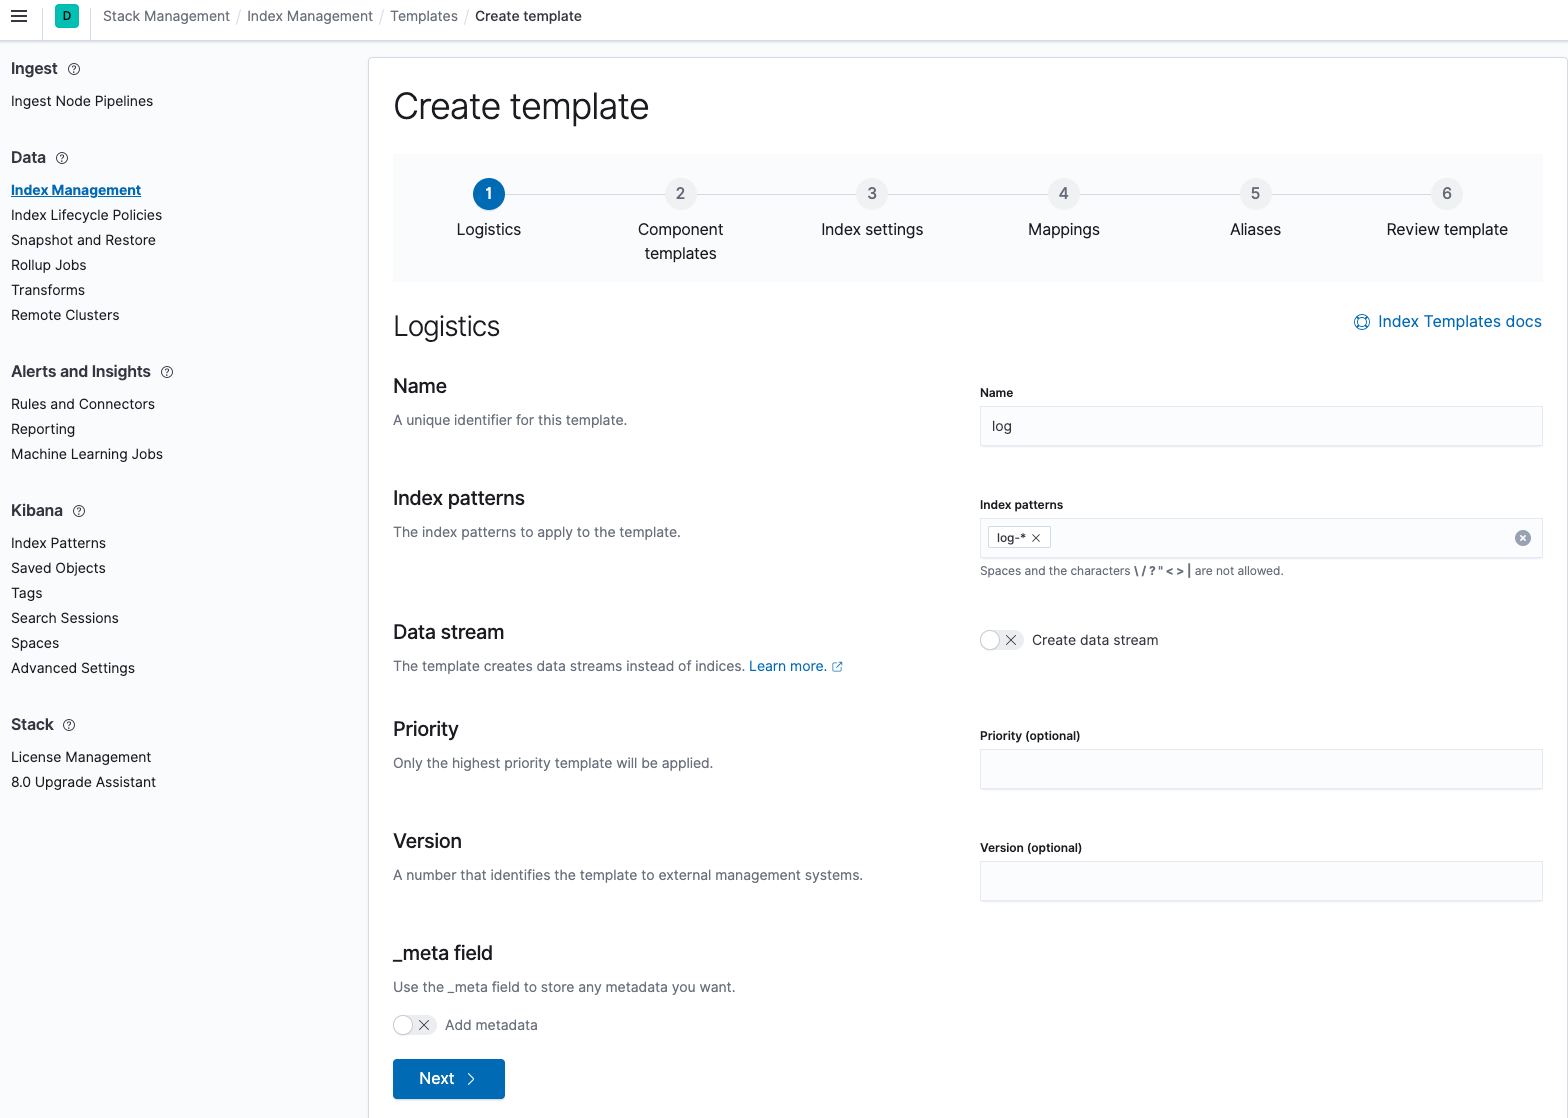 D Stack Management / Index Management / Templates / Create template
Ingest
Ingest Node Pipelines
Data
Index Management
Index Lifecycle Policies
Snapshot and Restore
Rollup Jobs
Transforms
Remote Clusters
Alerts and Insights
Rules and Connectors
Reporting
Machine Learning Jobs
Kibana
Index Patterns
Saved Objects
Tags
Search Sessions
Spaces
Advanced Settings
Stack
License Management
8.0 Upgrade Assistant
Create template
1 2 3 4 5 6
Logistics Component Index settings Mappings Aliases Review template
templates
Logistics
Index Templates docs
Name
A unique identifier for this template.
Name
log
Index patterns
The index patterns to apply to the template.
Index patterns
log-*
Spaces and the characters \ / ? " < > | are not allowed.
Data stream
The template creates data streams instead of indices. Learn more.
Create data stream
Priority
Only the highest priority template will be applied.
Priority (optional)
Version
A number that identifies the template to external management systems.
Version (optional)
_meta field
Use the _meta field to store any metadata you want.
Add metadata
Next